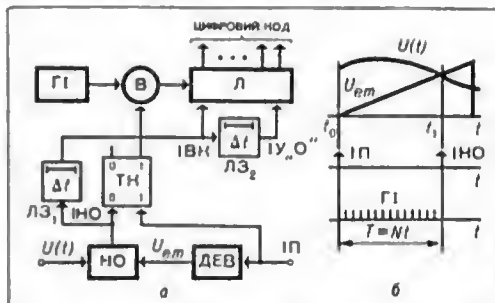 ЦИФРОВИЙ КОД
ГІ
В
Л
ІВК
Δt
ІУ„О"
ЛЗ₂
Δt
ЛЗ₁
ІНО
0 1
ТК
0 1
U(t)
НО
Uет
ДЕВ
ІП
а
U(t)
Uет
t₀
t₁
t
ІП
ІНО
t
ГІ
T = Nt
t
б